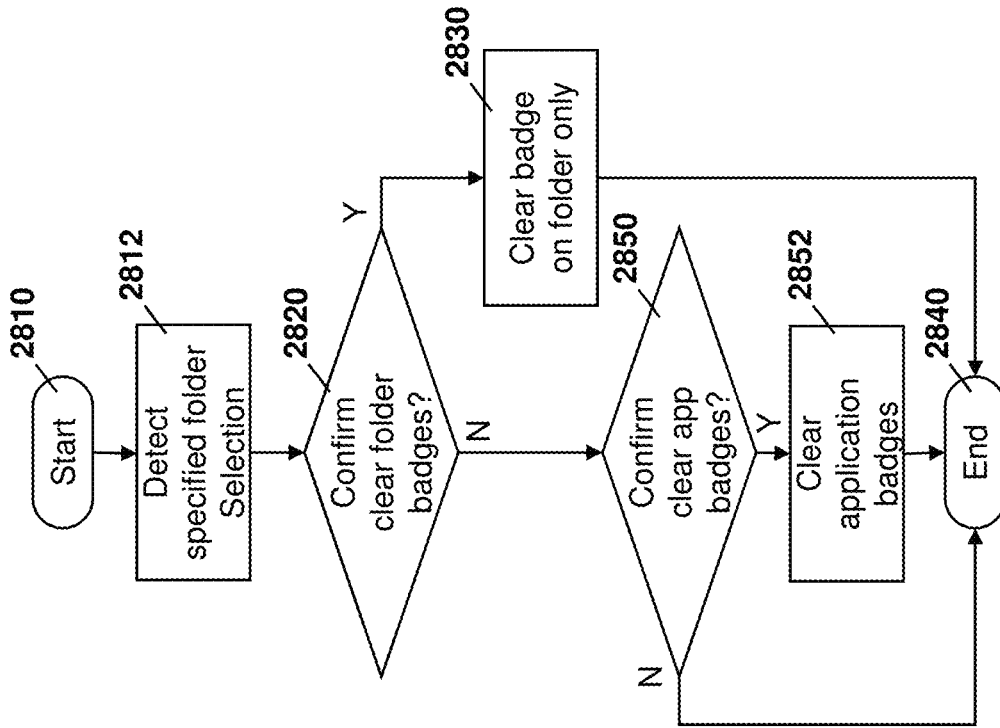 2810
Start
2812
Detect
specified folder
Selection
2820
Confirm
clear folder
badges?
Y
N
2830
Clear badge
on folder only
2850
Confirm
clear app
badges?
N
Y
2852
Clear
application
badges
2840
End